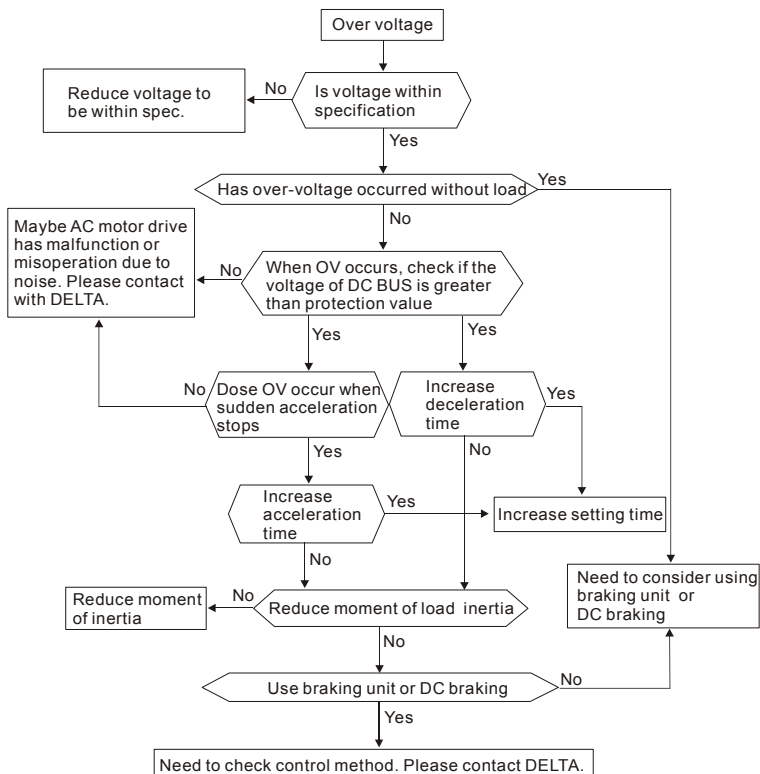 Over voltage
No
Reduce voltage to
be within spec.
Is voltage within
specification
Yes
Has over-voltage occurred without load
Yes
No
Maybe AC motor drive
has malfunction or
misoperation due to
noise. Please contact
with DELTA.
No
When OV occurs, check if the
voltage of DC BUS is greater
than protection value
Yes
Yes
No
Dose OV occur when
sudden acceleration
stops
Increase
deceleration
time
Yes
Yes
No
Increase
acceleration
time
Yes
Increase setting time
No
Reduce moment
of inertia
No
Reduce moment of load inertia
Need to consider using
braking unit or
DC braking
No
Use braking unit or DC braking
No
Yes
Need to check control method. Please contact DELTA.